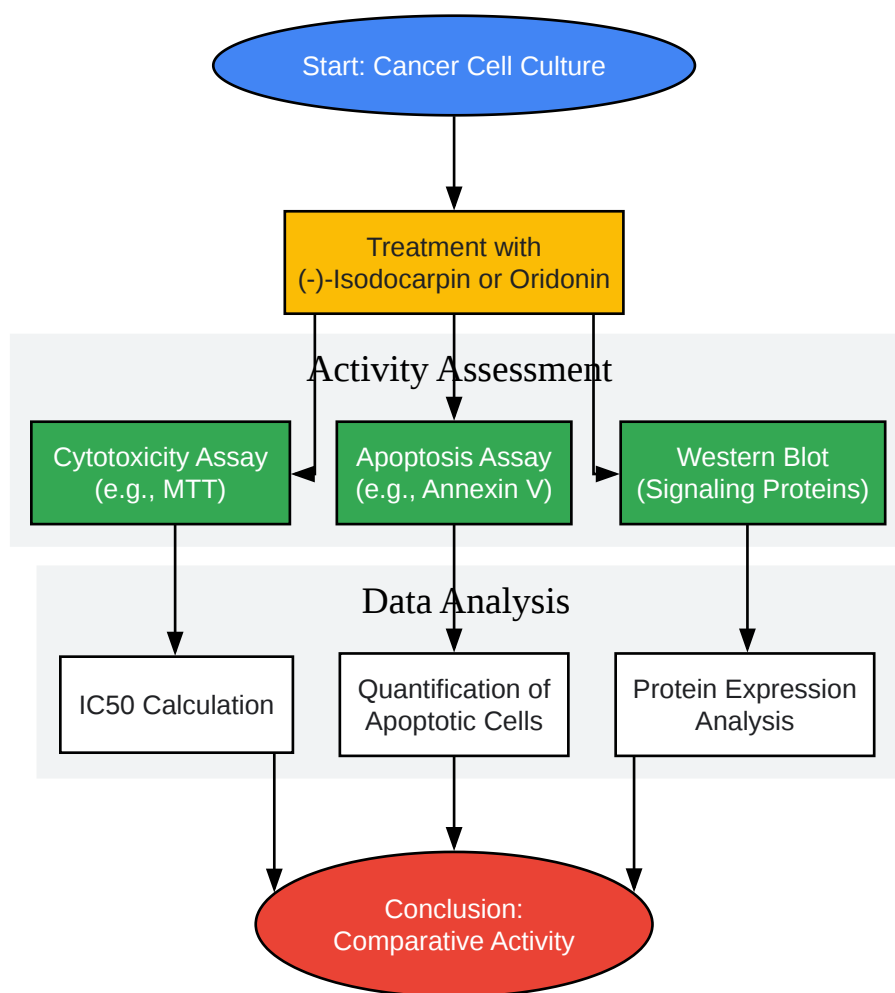 Start: Cancer Cell Culture
Treatment with
(-)-Isodocarpin or Oridonin
Activity Assessment
Cytotoxicity Assay
(e.g., MTT)
Apoptosis Assay
(e.g., Annexin V)
Western Blot
(Signaling Proteins)
Data Analysis
IC50 Calculation
Quantification of
Apoptotic Cells
Protein Expression
Analysis
Conclusion:
Comparative Activity